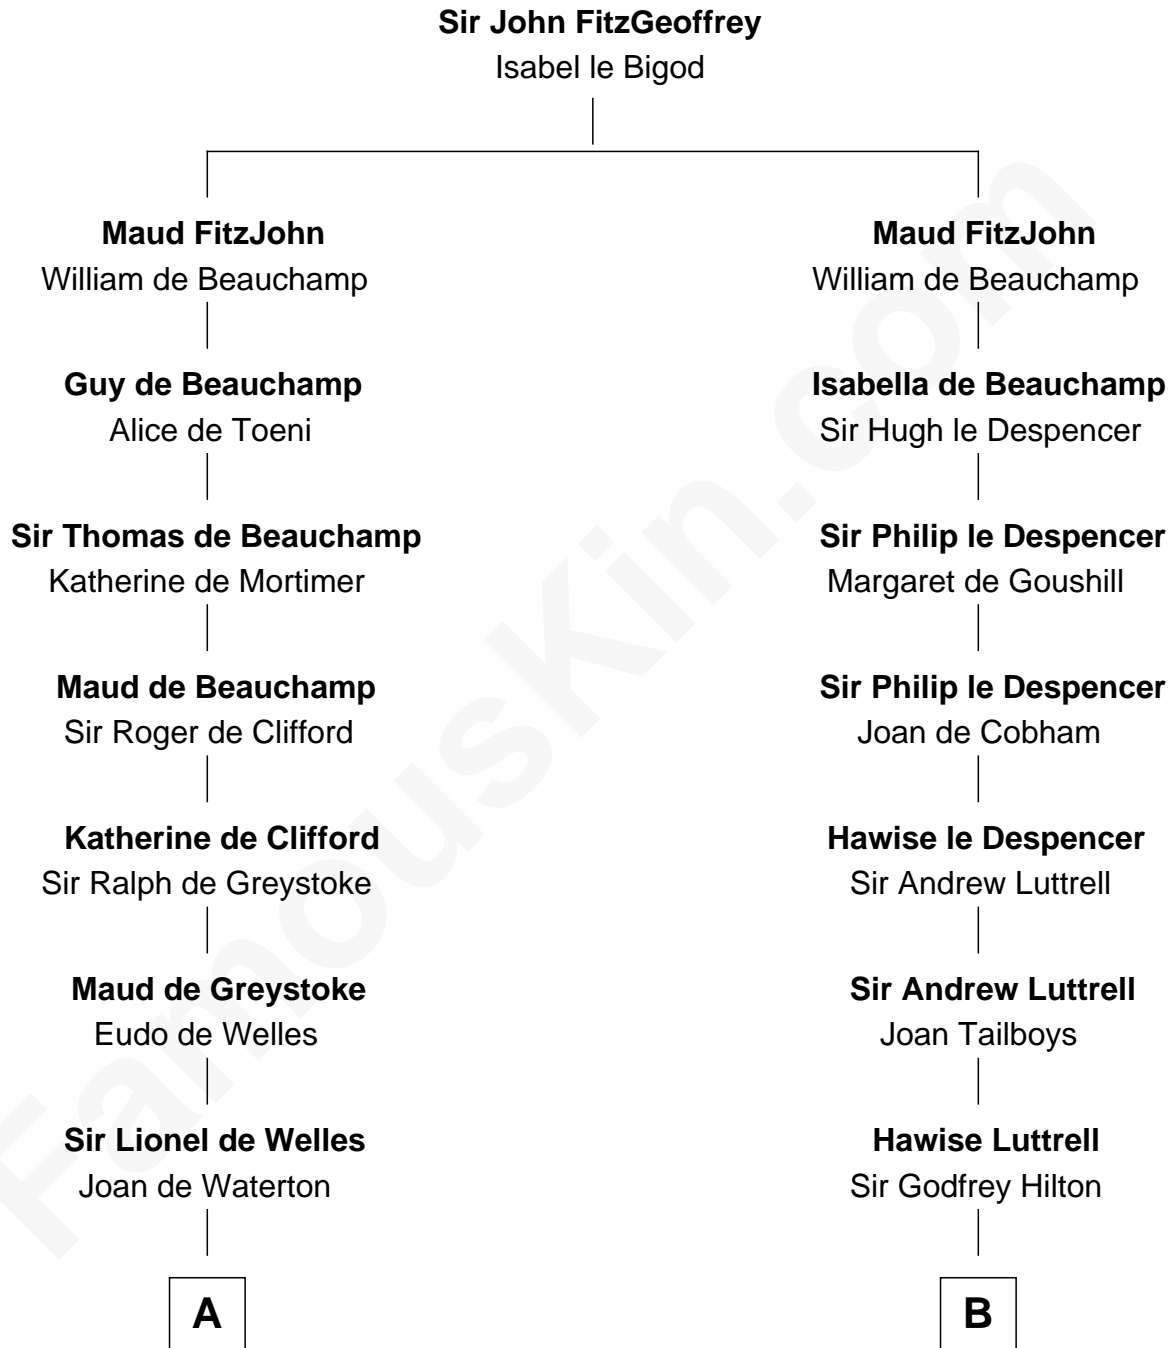 Sir John FitzGeoffrey
Isabel le Bigod
Maud FitzJohn
William de Beauchamp
Guy de Beauchamp
Alice de Toeni
Sir Thomas de Beauchamp
Katherine de Mortimer
Maud de Beauchamp
Sir Roger de Clifford
Katherine de Clifford
Sir Ralph de Greystoke
Maud de Greystoke
Eudo de Welles
Sir Lionel de Welles
Joan de Waterton
A
Maud FitzJohn
William de Beauchamp
Isabella de Beauchamp
Sir Hugh le Despencer
Sir Philip le Despencer
Margaret de Goushill
Sir Philip le Despencer
Joan de Cobham
Hawise le Despencer
Sir Andrew Luttrell
Sir Andrew Luttrell
Joan Tailboys
Hawise Luttrell
Sir Godfrey Hilton
B
FamousKin.com